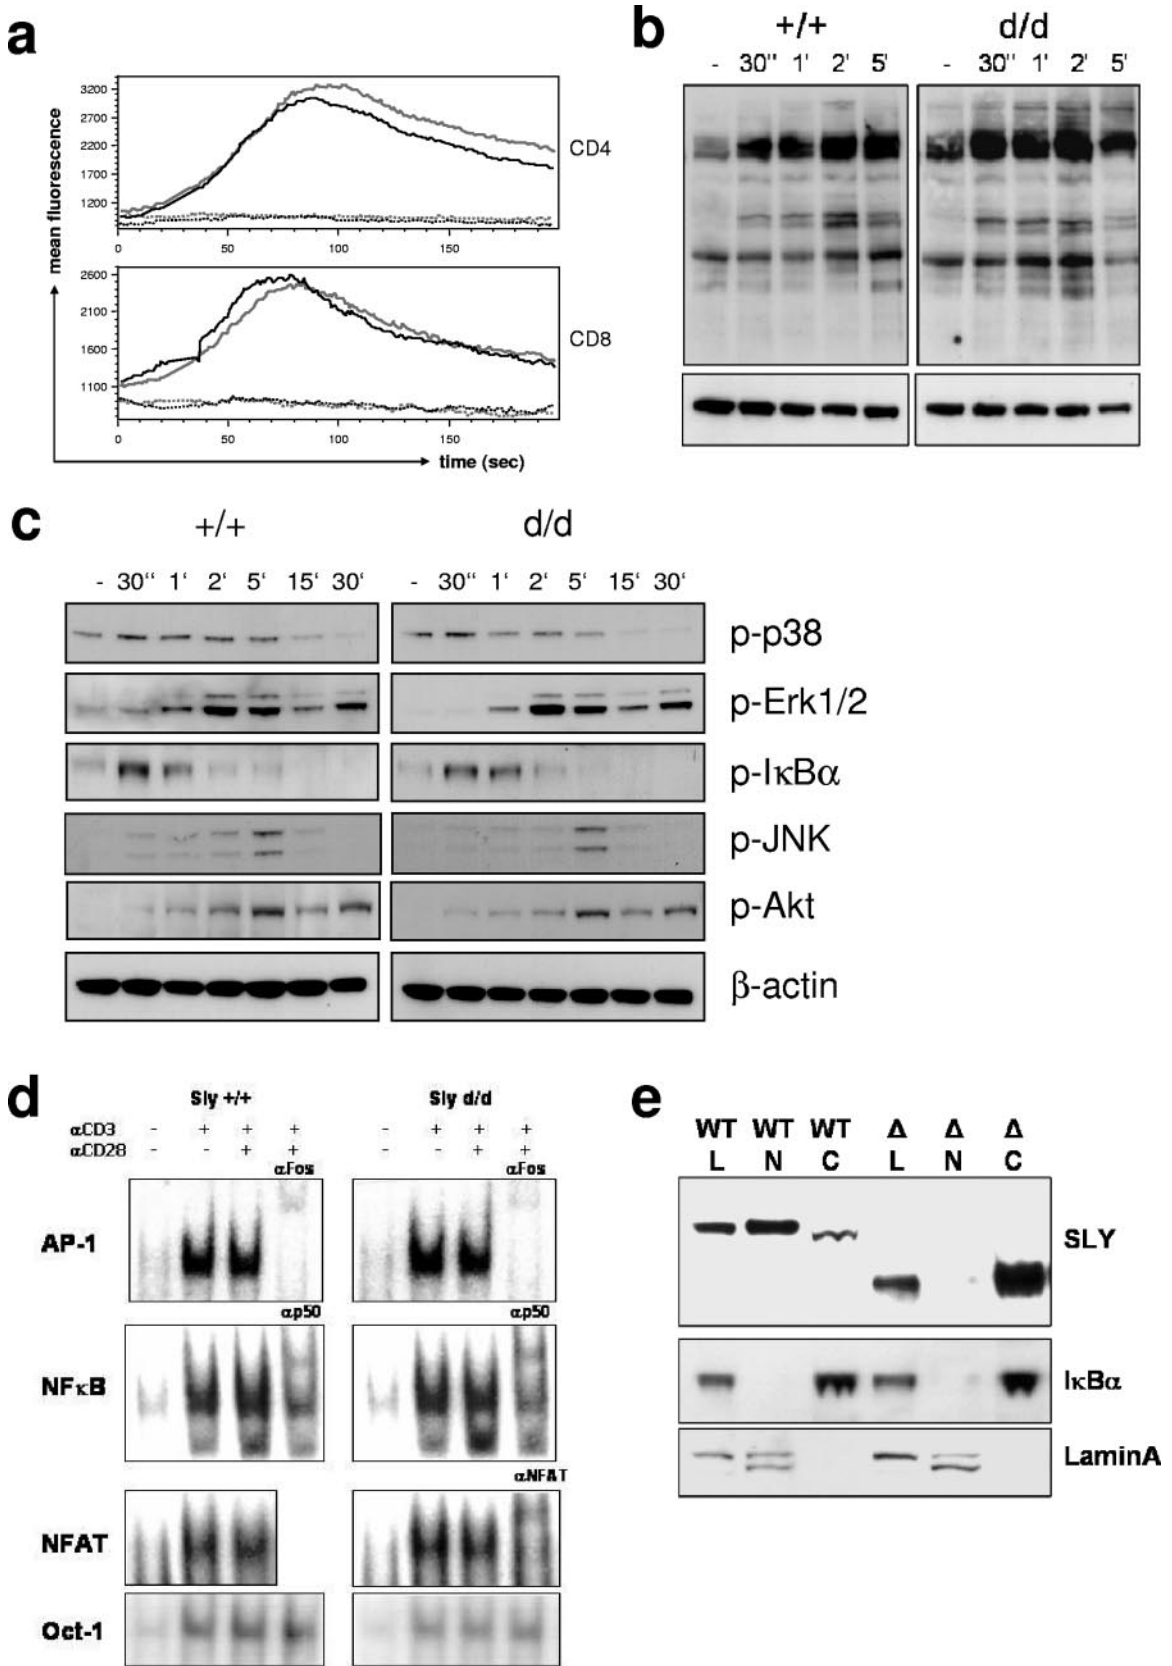 a
3200
2700
2200
1700
1200
CD4
0 50 100 150
2600
2100
1600
1100
CD8
0 50 100 150
mean fluorescence
time (sec)
b
+/+ d/d
- 30" 1' 2' 5' - 30" 1' 2' 5'
c
+/+ d/d
- 30“ 1‘ 2‘ 5‘ 15‘ 30‘ - 30“ 1‘ 2‘ 5‘ 15‘ 30‘
p-p38
p-Erk1/2
p-IκBα
p-JNK
p-Akt
β-actin
d
Sly +/+ Sly d/d
αCD3 - + + + - + + +
αCD28 - - + + - - + +
αFos αFos
AP-1
αp50 αp50
NFκB
αNFAT
NFAT
Oct-1
e
WT WT WT Δ Δ Δ
L N C L N C
SLY
IκBα
LaminA